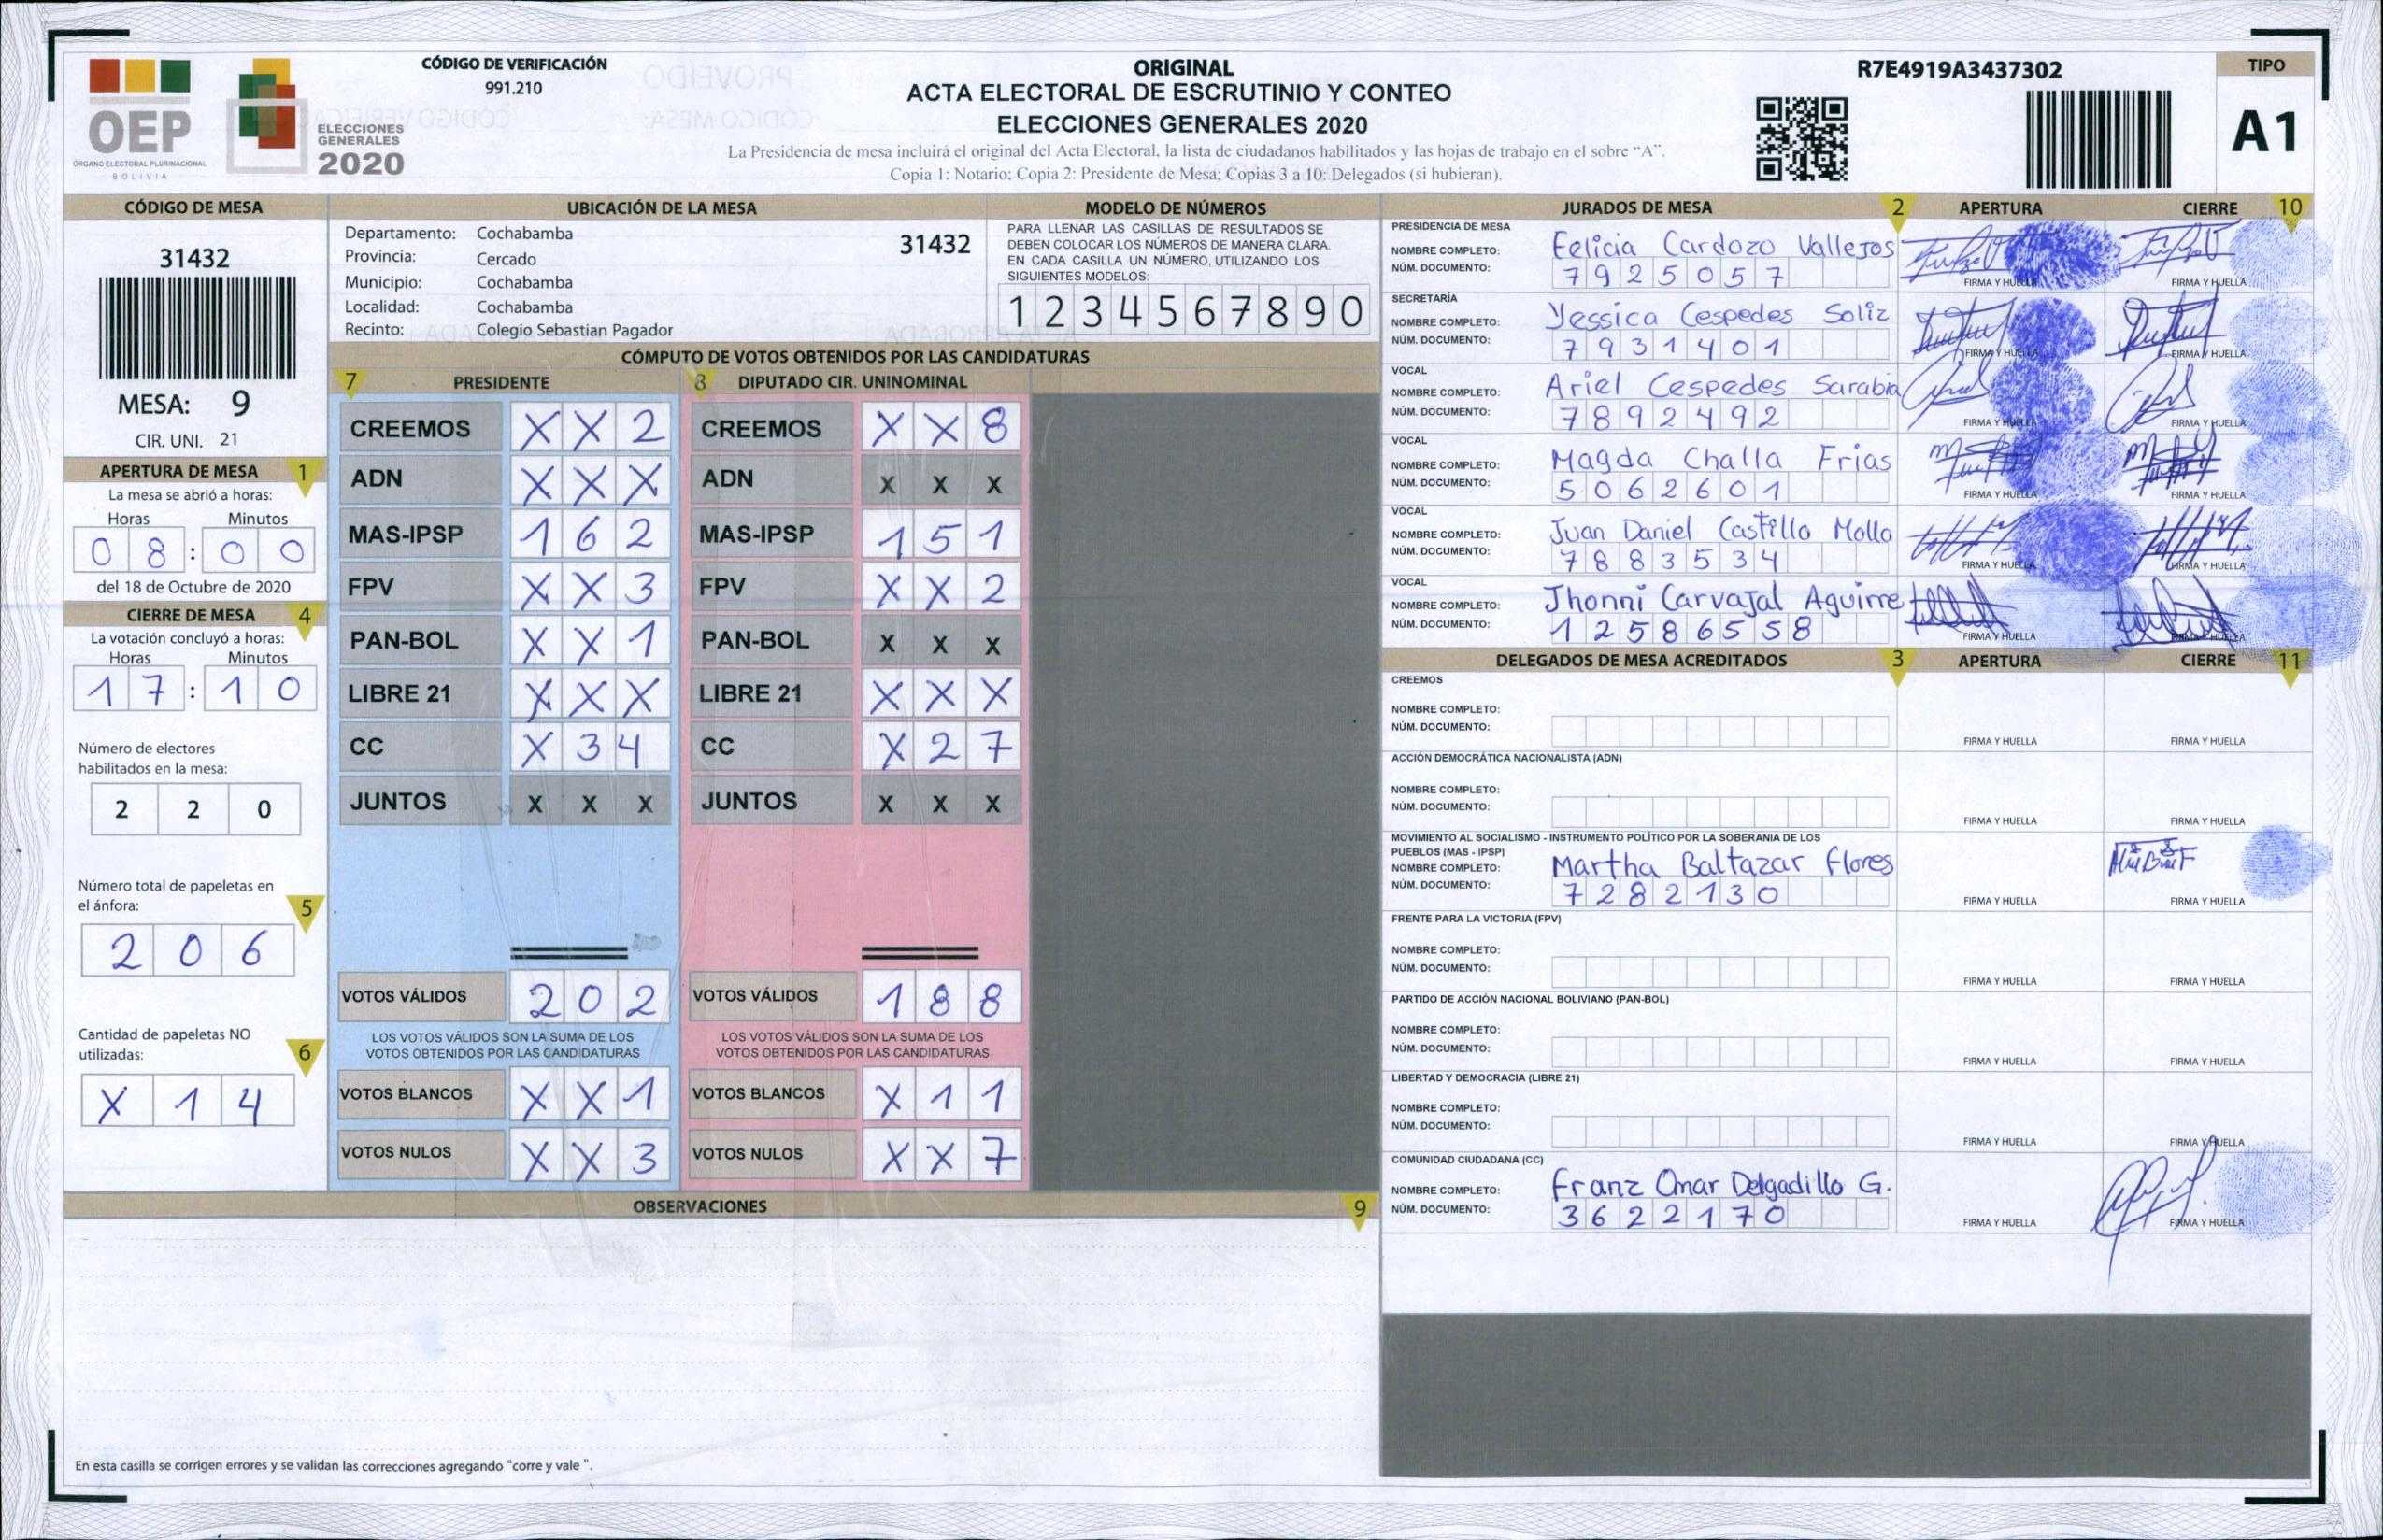 OEP
ÓRGANO ELECTORAL PLURINACIONAL
BOLIVIA
ELECCIONES
GENERALES
2020
CÓDIGO DE VERIFICACIÓN
991.210
ORIGINAL
ACTA ELECTORAL DE ESCRUTINIO Y CONTEO
ELECCIONES GENERALES 2020
La Presidencia de mesa incluirá el original del Acta Electoral, la lista de ciudadanos habilitados y las hojas de trabajo en el sobre “A”.
Copia 1: Notario; Copia 2: Presidente de Mesa; Copias 3 a 10: Delegados (si hubieran).
R7E4919A3437302
TIPO
A1
CÓDIGO DE MESA
31432
MESA: 9
CIR. UNI. 21
APERTURA DE MESA 1
La mesa se abrió a horas:
Horas Minutos
0 8 : 0 0
del 18 de Octubre de 2020
CIERRE DE MESA 4
La votación concluyó a horas:
Horas Minutos
1 7 : 1 0
Número de electores
habilitados en la mesa:
2 2 0
Número total de papeletas en
el ánfora: 5
2 0 6
Cantidad de papeletas NO
utilizadas: 6
X 1 4
UBICACIÓN DE LA MESA
Departamento: Cochabamba 31432
Provincia: Cercado
Municipio: Cochabamba
Localidad: Cochabamba
Recinto: Colegio Sebastian Pagador
MODELO DE NÚMEROS
PARA LLENAR LAS CASILLAS DE RESULTADOS SE
DEBEN COLOCAR LOS NÚMEROS DE MANERA CLARA.
EN CADA CASILLA UN NÚMERO, UTILIZANDO LOS
SIGUIENTES MODELOS:
1 2 3 4 5 6 7 8 9 0
CÓMPUTO DE VOTOS OBTENIDOS POR LAS CANDIDATURAS
7 PRESIDENTE
CREEMOS X X 2
ADN X X X
MAS-IPSP 1 6 2
FPV X X 3
PAN-BOL X X 1
LIBRE 21 X X X
CC X 3 4
JUNTOS X X X
VOTOS VÁLIDOS 2 0 2
LOS VOTOS VÁLIDOS SON LA SUMA DE LOS
VOTOS OBTENIDOS POR LAS CANDIDATURAS
VOTOS BLANCOS X X 1
VOTOS NULOS X X 3
8 DIPUTADO CIR. UNINOMINAL
CREEMOS X X 8
ADN X X X
MAS-IPSP 1 5 1
FPV X X 2
PAN-BOL X X X
LIBRE 21 X X X
CC X 2 7
JUNTOS X X X
VOTOS VÁLIDOS 1 8 8
LOS VOTOS VÁLIDOS SON LA SUMA DE LOS
VOTOS OBTENIDOS POR LAS CANDIDATURAS
VOTOS BLANCOS X 1 1
VOTOS NULOS X X 7
OBSERVACIONES 9
En esta casilla se corrigen errores y se validan las correcciones agregando "corre y vale ".
JURADOS DE MESA 2 APERTURA CIERRE 10
PRESIDENCIA DE MESA
NOMBRE COMPLETO: Felicia Cardozo Vallejos
NÚM. DOCUMENTO: 7925057
FIRMA Y HUELLA FIRMA Y HUELLA
SECRETARÍA
NOMBRE COMPLETO: Yessica Cespedes Soliz
NÚM. DOCUMENTO: 7931401
FIRMA Y HUELLA FIRMA Y HUELLA
VOCAL
NOMBRE COMPLETO: Ariel Cespedes Sarabia
NÚM. DOCUMENTO: 7892492
FIRMA Y HUELLA FIRMA Y HUELLA
VOCAL
NOMBRE COMPLETO: Magda Challa Frias
NÚM. DOCUMENTO: 5062601
FIRMA Y HUELLA FIRMA Y HUELLA
VOCAL
NOMBRE COMPLETO: Juan Daniel Castillo Mollo
NÚM. DOCUMENTO: 7883534
FIRMA Y HUELLA FIRMA Y HUELLA
VOCAL
NOMBRE COMPLETO: Jhonni Carvajal Aguirre
NÚM. DOCUMENTO: 12586558
FIRMA Y HUELLA FIRMA Y HUELLA
DELEGADOS DE MESA ACREDITADOS 3 APERTURA CIERRE 11
CREEMOS
NOMBRE COMPLETO:
NÚM. DOCUMENTO:
FIRMA Y HUELLA FIRMA Y HUELLA
ACCIÓN DEMOCRÁTICA NACIONALISTA (ADN)
NOMBRE COMPLETO:
NÚM. DOCUMENTO:
FIRMA Y HUELLA FIRMA Y HUELLA
MOVIMIENTO AL SOCIALISMO - INSTRUMENTO POLÍTICO POR LA SOBERANIA DE LOS
PUEBLOS (MAS - IPSP)
NOMBRE COMPLETO: Martha Baltazar Flores
NÚM. DOCUMENTO: 7282130
FIRMA Y HUELLA FIRMA Y HUELLA
FRENTE PARA LA VICTORIA (FPV)
NOMBRE COMPLETO:
NÚM. DOCUMENTO:
FIRMA Y HUELLA FIRMA Y HUELLA
PARTIDO DE ACCIÓN NACIONAL BOLIVIANO (PAN-BOL)
NOMBRE COMPLETO:
NÚM. DOCUMENTO:
FIRMA Y HUELLA FIRMA Y HUELLA
LIBERTAD Y DEMOCRACIA (LIBRE 21)
NOMBRE COMPLETO:
NÚM. DOCUMENTO:
FIRMA Y HUELLA FIRMA Y HUELLA
COMUNIDAD CIUDADANA (CC)
NOMBRE COMPLETO: Franz Omar Delgadillo G.
NÚM. DOCUMENTO: 3622170
FIRMA Y HUELLA FIRMA Y HUELLA